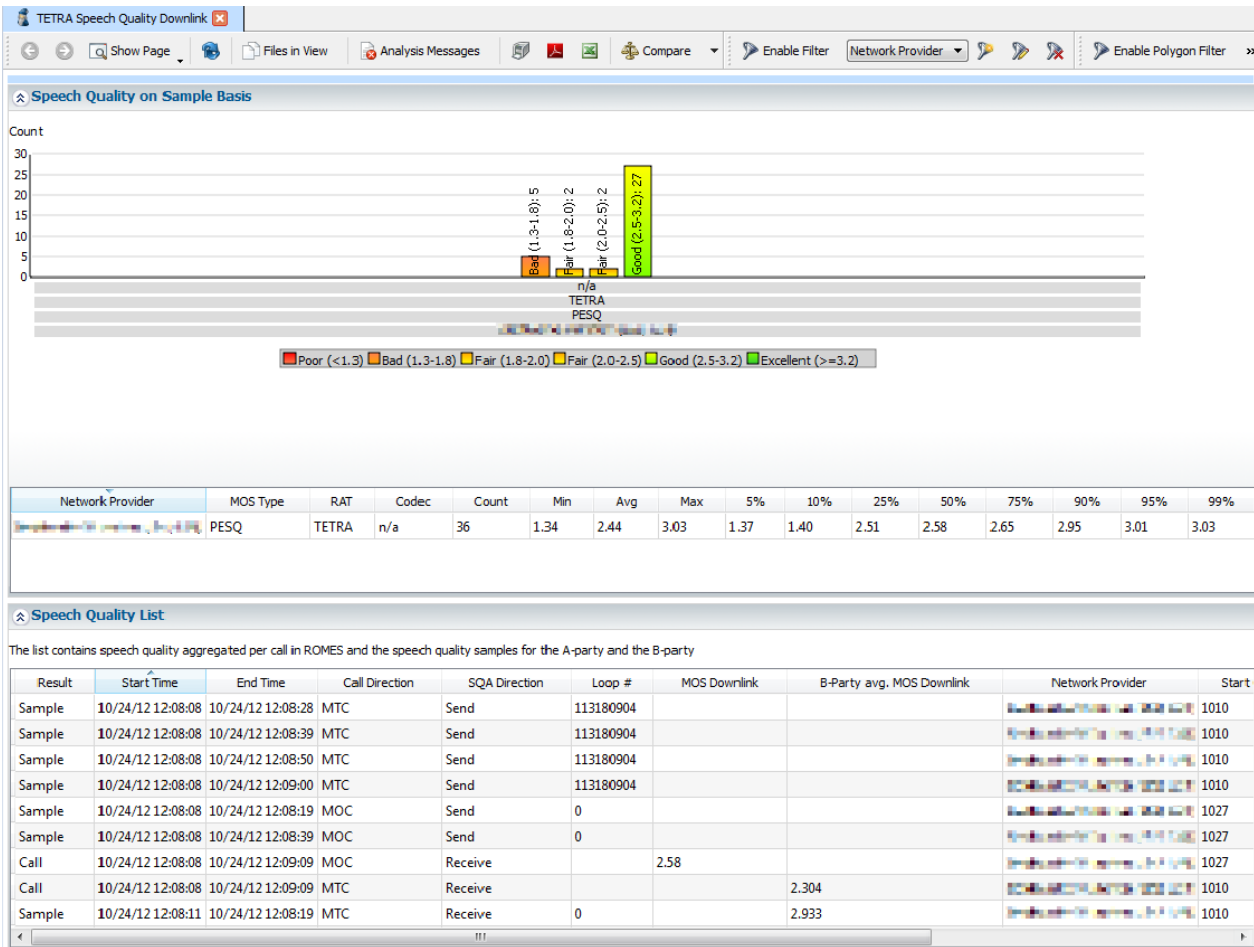 TETRA Speech Quality Downlink
Show Page Files in View Analysis Messages Compare Enable Filter Network Provider Enable Polygon Filter »
Speech Quality on Sample Basis
Count
30
25
20
15
10
5
0
Bad (1.3-1.8): 5
Fair (1.8-2.0): 2
Fair (2.0-2.5): 2
Good (2.5-3.2): 27
n/a
TETRA
PESQ
Poor (<1.3) Bad (1.3-1.8) Fair (1.8-2.0) Fair (2.0-2.5) Good (2.5-3.2) Excellent (>=3.2)
Network Provider MOS Type RAT Codec Count Min Avg Max 5% 10% 25% 50% 75% 90% 95% 99%
PESQ TETRA n/a 36 1.34 2.44 3.03 1.37 1.40 2.51 2.58 2.65 2.95 3.01 3.03
Speech Quality List
The list contains speech quality aggregated per call in ROMES and the speech quality samples for the A-party and the B-party
Result Start Time End Time Call Direction SQA Direction Loop # MOS Downlink B-Party avg. MOS Downlink Network Provider Start
Sample 10/24/12 12:08:08 10/24/12 12:08:28 MTC Send 113180904 1010
Sample 10/24/12 12:08:08 10/24/12 12:08:39 MTC Send 113180904 1010
Sample 10/24/12 12:08:08 10/24/12 12:08:50 MTC Send 113180904 1010
Sample 10/24/12 12:08:08 10/24/12 12:09:00 MTC Send 113180904 1010
Sample 10/24/12 12:08:08 10/24/12 12:08:19 MOC Send 0 1027
Sample 10/24/12 12:08:08 10/24/12 12:08:39 MOC Send 0 1027
Call 10/24/12 12:08:08 10/24/12 12:09:09 MOC Receive 2.58 1027
Call 10/24/12 12:08:08 10/24/12 12:09:09 MTC Receive 2.304 1010
Sample 10/24/12 12:08:11 10/24/12 12:08:19 MTC Receive 0 2.933 1010